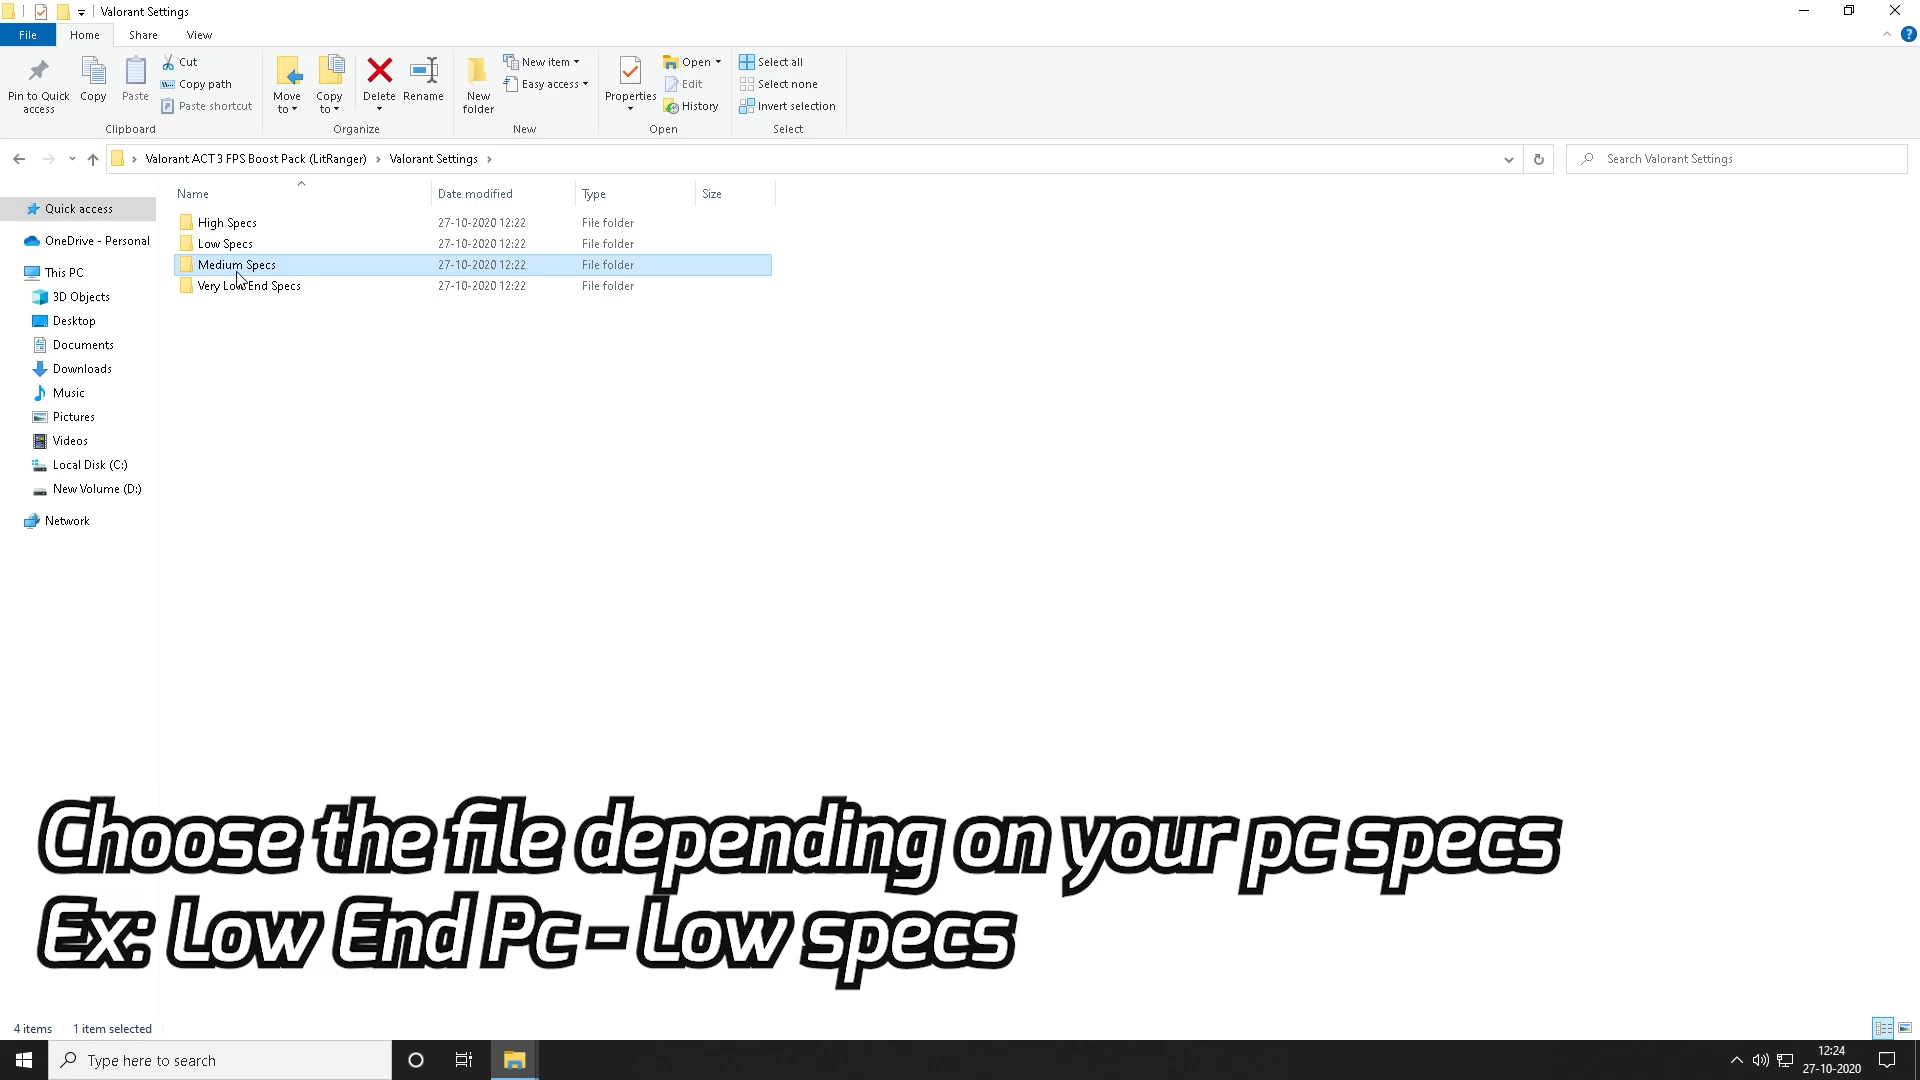 Valorant Settings
File
Home
Share
View
Pin to Quick access
Copy
Paste
Cut
Copy path
Paste shortcut
Clipboard
Move to
Copy to
Delete
Rename
Organize
New folder
New item
Easy access
New
Properties
Open
Edit
History
Open
Select all
Select none
Invert selection
Select
Valorant ACT 3 FPS Boost Pack (LitRanger) > Valorant Settings >
Search Valorant Settings
Name Date modified Type Size
High Specs 27-10-2020 12:22 File folder
Low Specs 27-10-2020 12:22 File folder
Medium Specs 27-10-2020 12:22 File folder
Very Low End Specs 27-10-2020 12:22 File folder
Quick access
OneDrive - Personal
This PC
3D Objects
Desktop
Documents
Downloads
Music
Pictures
Videos
Local Disk (C:)
New Volume (D:)
Network
Choose the file depending on your pc specs
Ex: Low End Pc - Low specs
4 items 1 item selected
Type here to search
12:24
27-10-2020